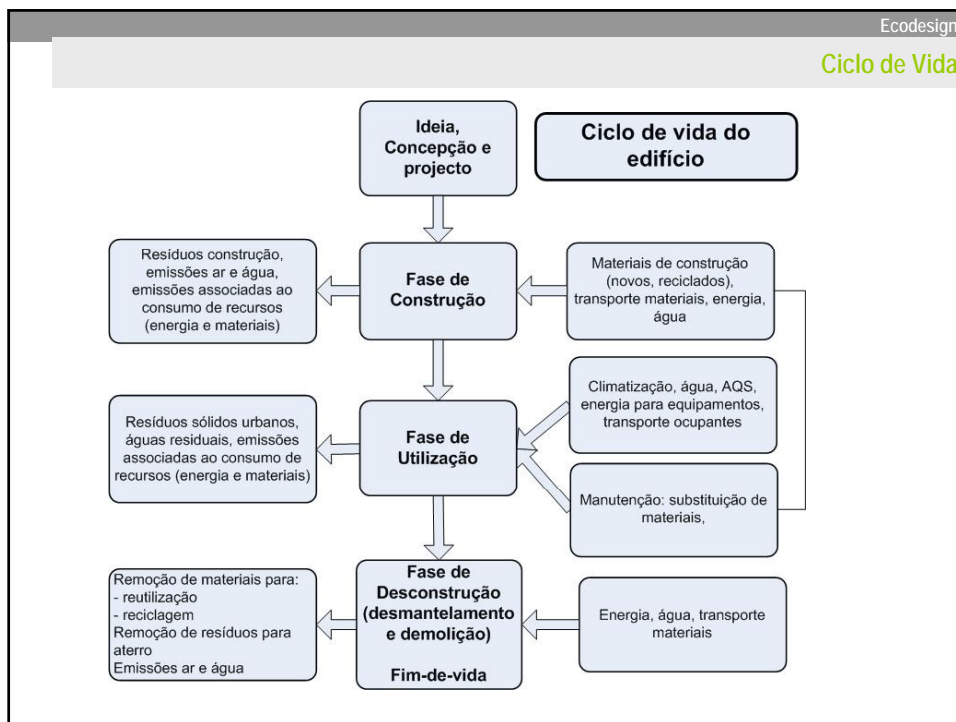 Ecodesign
Ciclo de Vida
Ideia,
Concepção e
projecto
Ciclo de vida do
edifício
Resíduos construção,
emissões ar e água,
emissões associadas ao
consumo de recursos
(energia e materiais)
Fase de
Construção
Materiais de construção
(novos, reciclados),
transporte materiais, energia,
água
Climatização, água, AQS,
energia para equipamentos,
transporte ocupantes
Resíduos sólidos urbanos,
águas residuais, emissões
associadas ao consumo de
recursos (energia e materiais)
Fase de
Utilização
Manutenção: substituição de
materiais,
Remoção de materiais para:
- reutilização
- reciclagem
Remoção de resíduos para
aterro
Emissões ar e água
Fase de
Desconstrução
(desmantelamento
e demolição)
Fim-de-vida
Energia, água, transporte
materiais